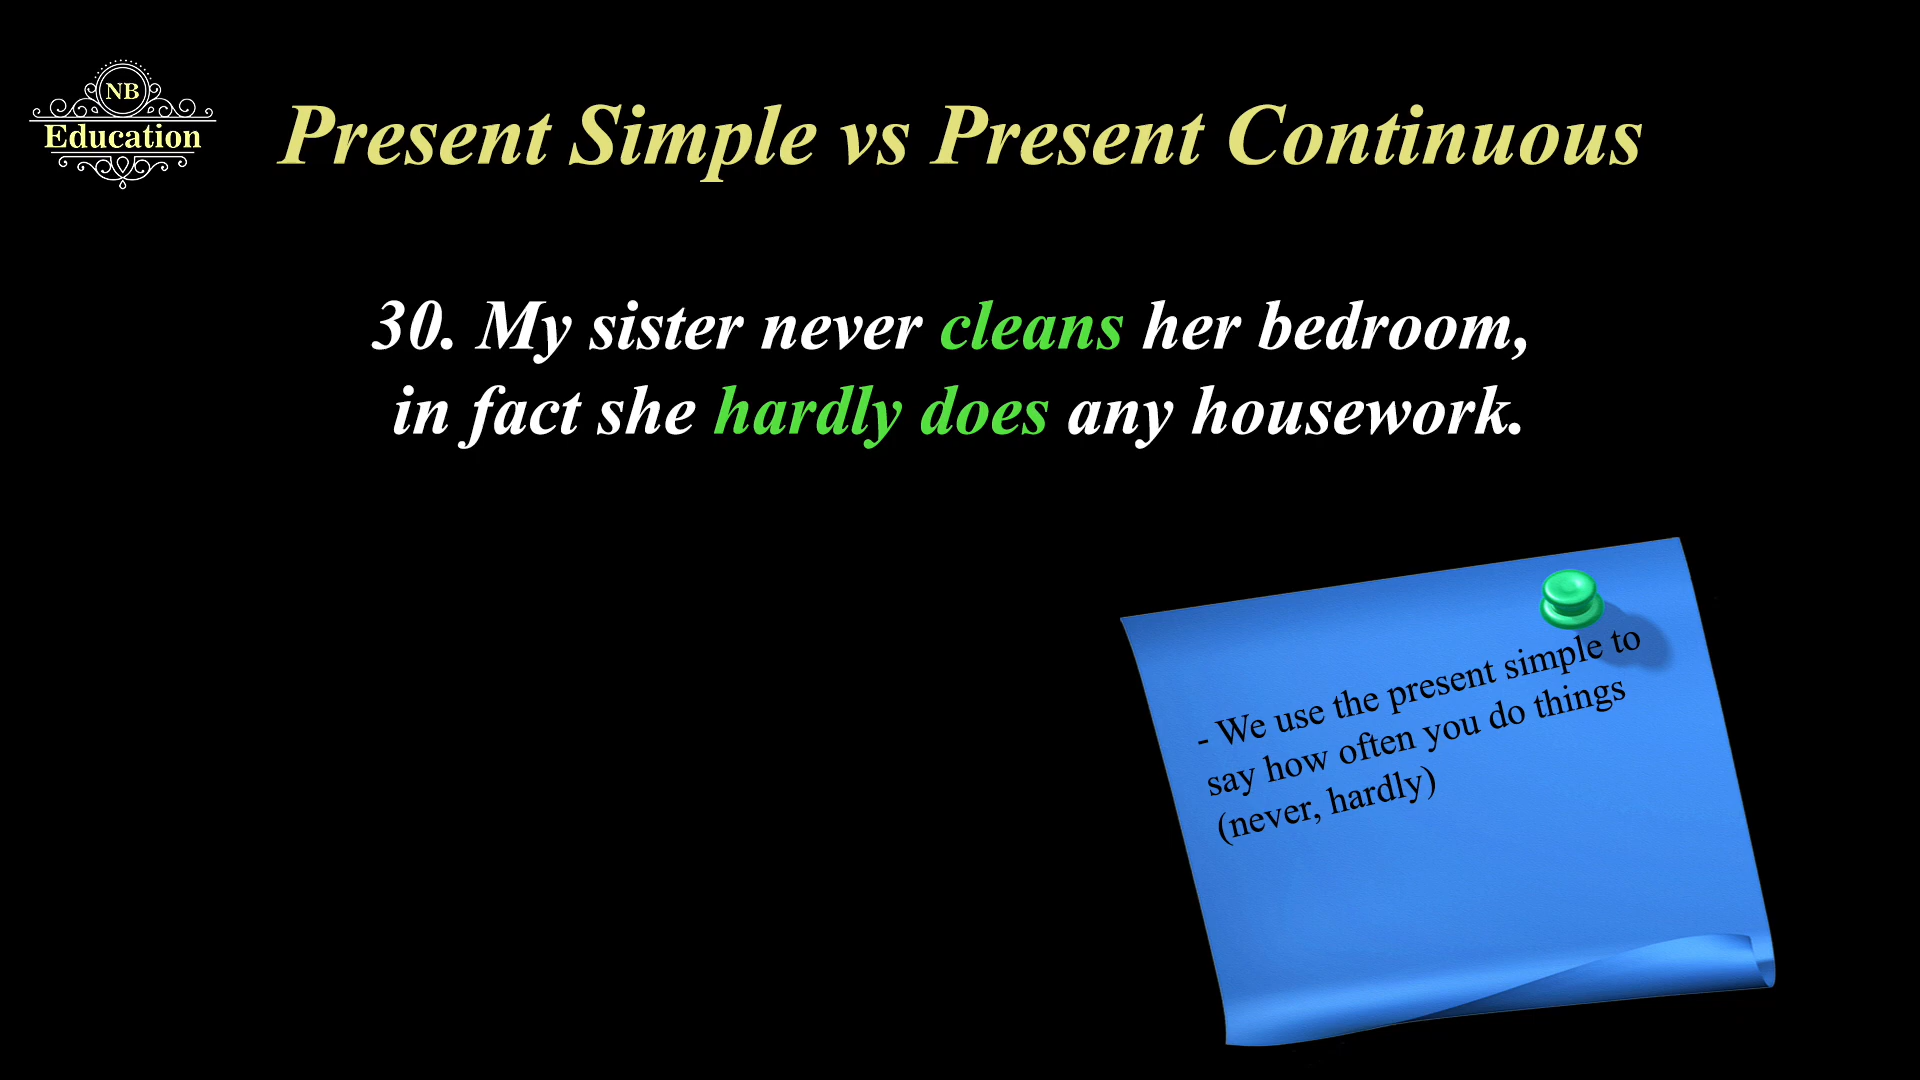 NB
Education
Present Simple vs Present Continuous
30. My sister never cleans her bedroom,
in fact she hardly does any housework.
- We use the present simple to
say how often you do things
(never, hardly)